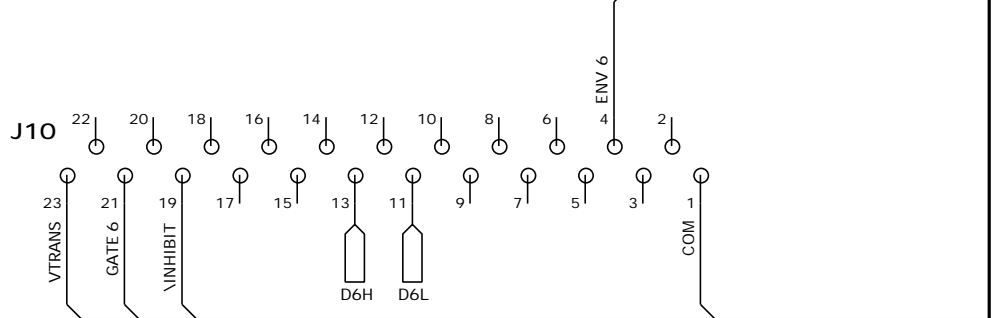 ENV 6
J10
22 20 18 16 14 12 10 8 6 4 2
23 21 19 17 15 13 11 9 7 5 3 1
VTRANS
GATE 6
\INHIBIT
COM
D6H D6L